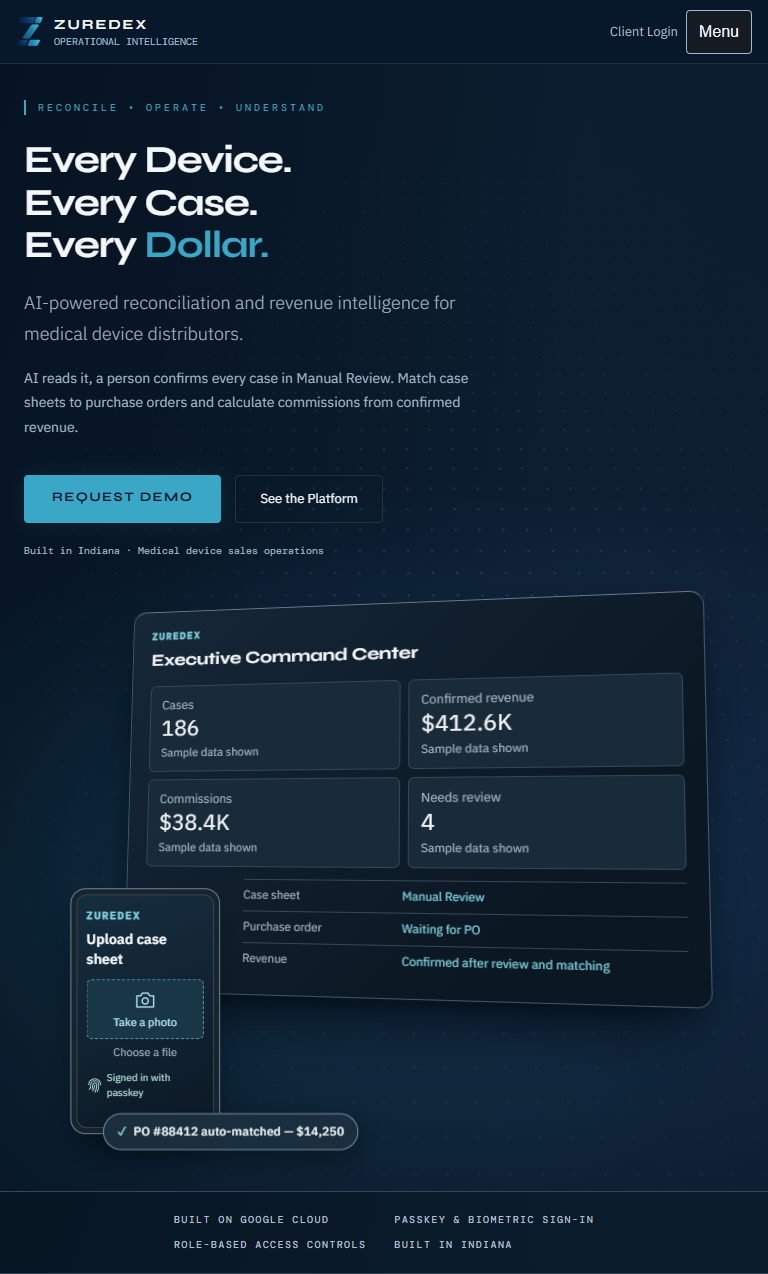 ZUREDEX
OPERATIONAL INTELLIGENCE
Client Login
Menu
RECONCILE • OPERATE • UNDERSTAND
Every Device.
Every Case.
Every Dollar.
AI-powered reconciliation and revenue intelligence for
medical device distributors.
AI reads it, a person confirms every case in Manual Review. Match case
sheets to purchase orders and calculate commissions from confirmed
revenue.
REQUEST DEMO
See the Platform
Built in Indiana · Medical device sales operations
ZUREDEX
Executive Command Center
Cases
186
Sample data shown
Confirmed revenue
$412.6K
Sample data shown
Commissions
$38.4K
Sample data shown
Needs review
4
Sample data shown
Case sheet Manual Review
Purchase order Waiting for PO
Revenue Confirmed after review and matching
ZUREDEX
Upload case
sheet
Take a photo
Choose a file
Signed in with
passkey
✓ PO #88412 auto-matched — $14,250
BUILT ON GOOGLE CLOUD
PASSKEY & BIOMETRIC SIGN-IN
ROLE-BASED ACCESS CONTROLS
BUILT IN INDIANA